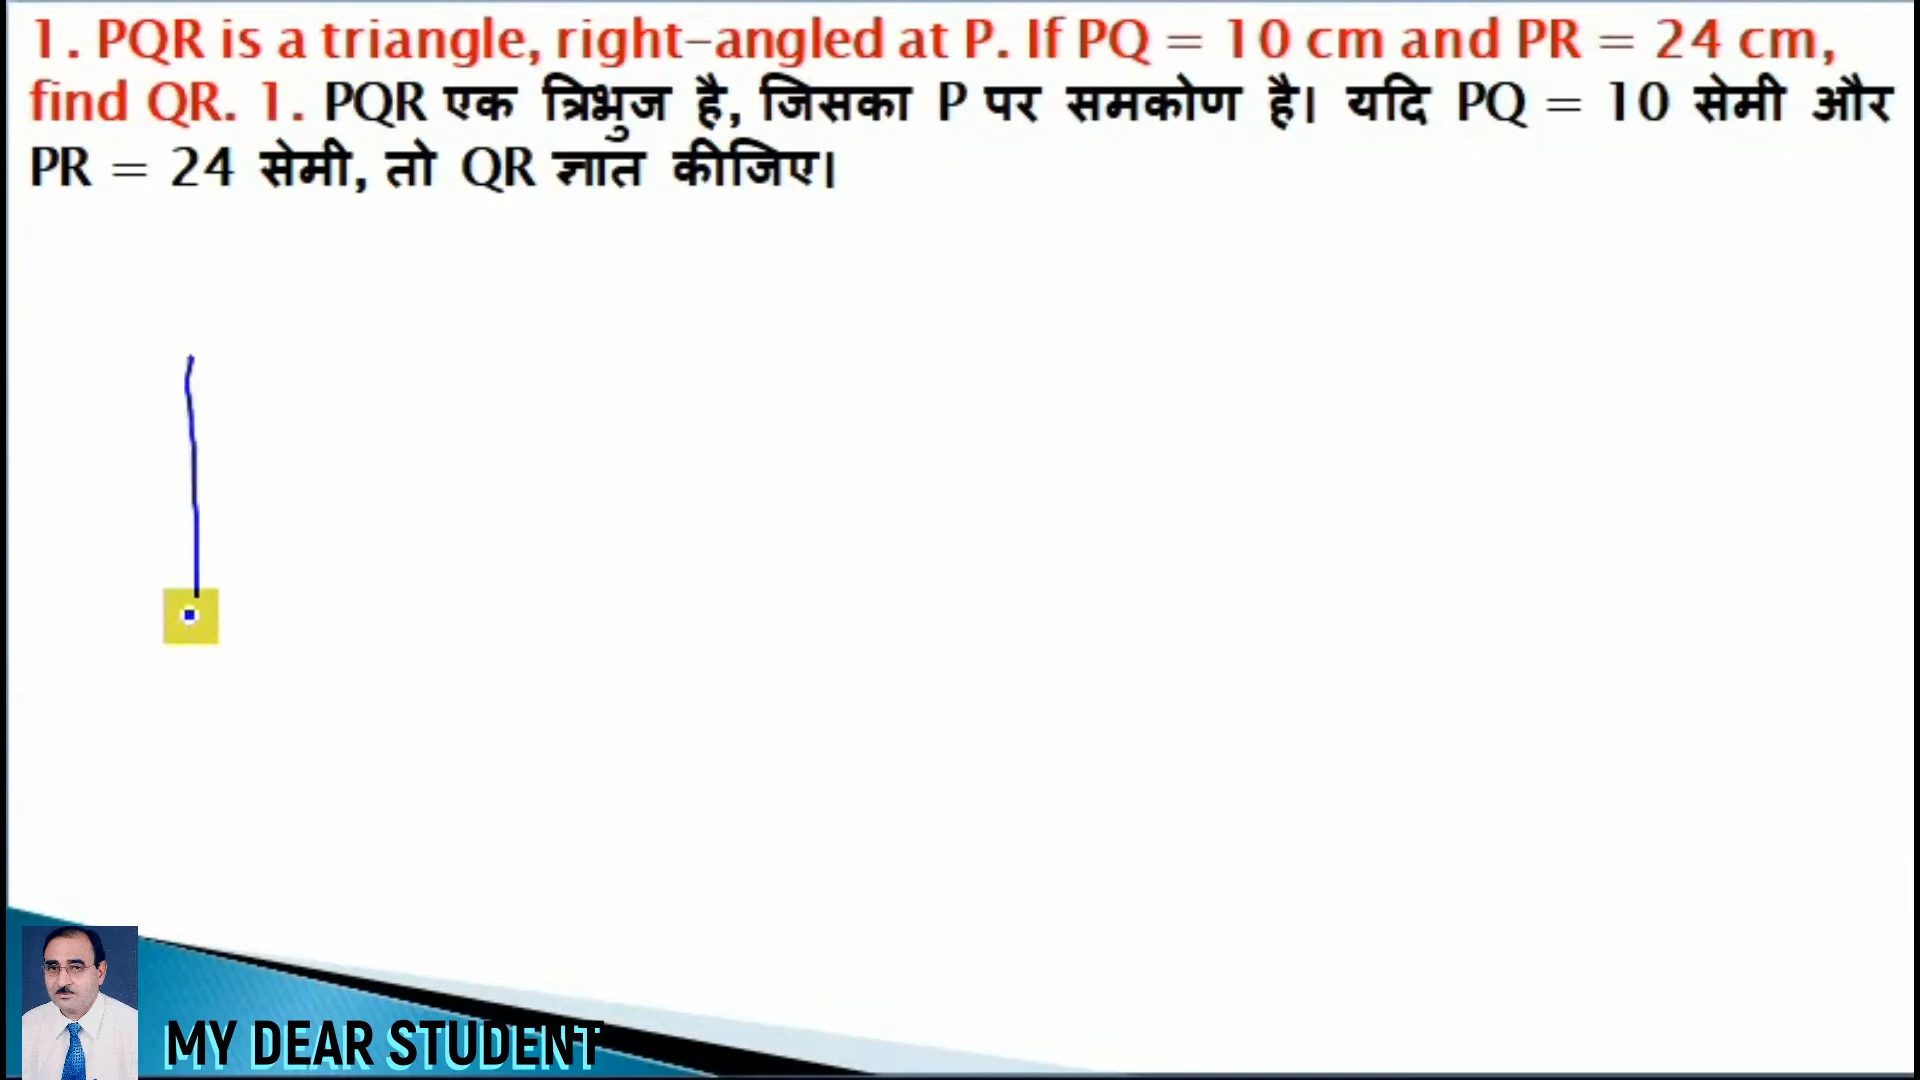 1. PQR is a triangle, right-angled at P. If PQ = 10 cm and PR = 24 cm,
find QR. 1. PQR एक त्रिभुज है, जिसका P पर समकोण है। यदि PQ = 10 सेमी और
PR = 24 सेमी, तो QR ज्ञात कीजिए।
MY DEAR STUDENT